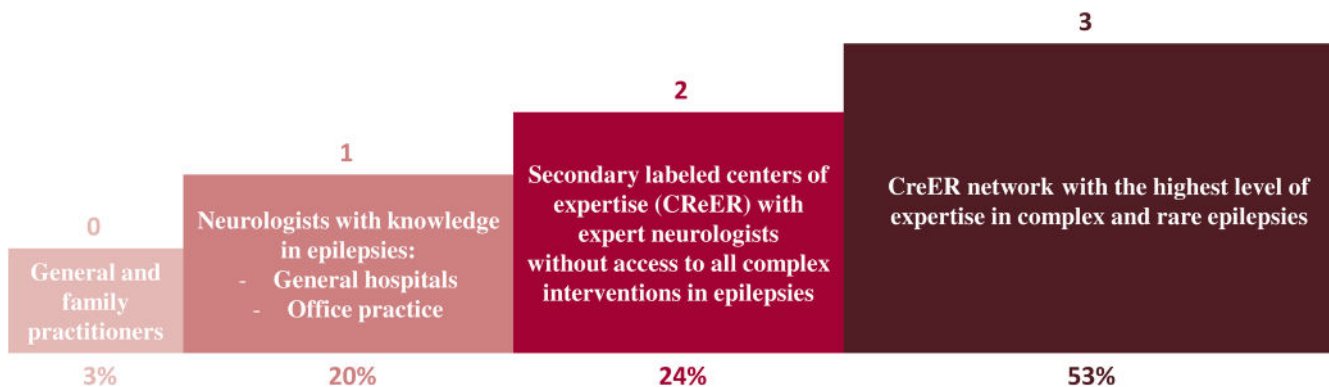 0
General and
family
practitioners
3%
1
Neurologists with knowledge
in epilepsies:
- General hospitals
- Office practice
20%
2
Secondary labeled centers of
expertise (CReER) with
expert neurologists
without access to all complex
interventions in epilepsies
24%
3
CreER network with the highest level of
expertise in complex and rare epilepsies
53%